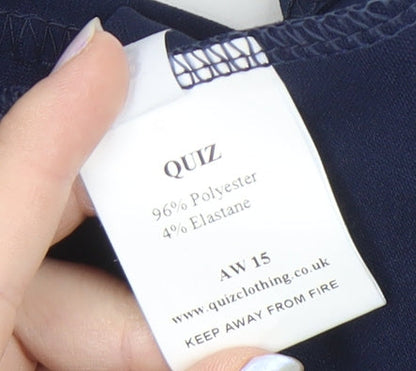 QUIZ
96% Polyester
4% Elastane
AW 15
www.quizclothing.co.uk
KEEP AWAY FROM FIRE